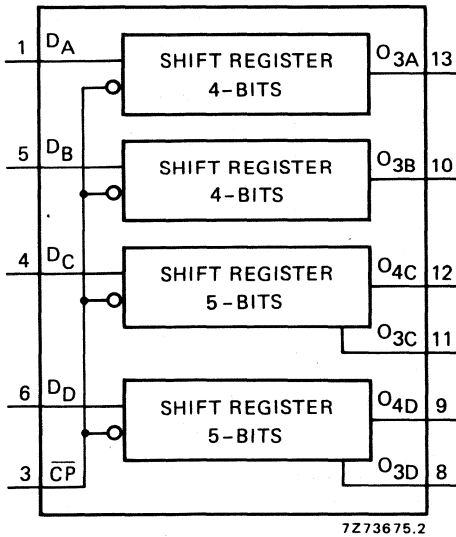 1 DA SHIFT REGISTER O3A 13
4-BITS
5 DB SHIFT REGISTER O3B 10
4-BITS
4 DC SHIFT REGISTER O4C 12
5-BITS
O3C 11
6 DD SHIFT REGISTER O4D 9
5-BITS
3 C̅P̅ O3D 8
7Z73675.2